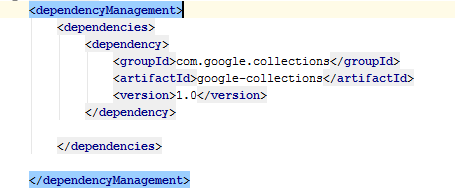 <dependencyManagement>
<dependencies>
<dependency>
<groupId>com.google.collections</groupId>
<artifactId>google-collections</artifactId>
<version>1.0</version>
</dependency>
</dependencies>
</dependencyManagement>